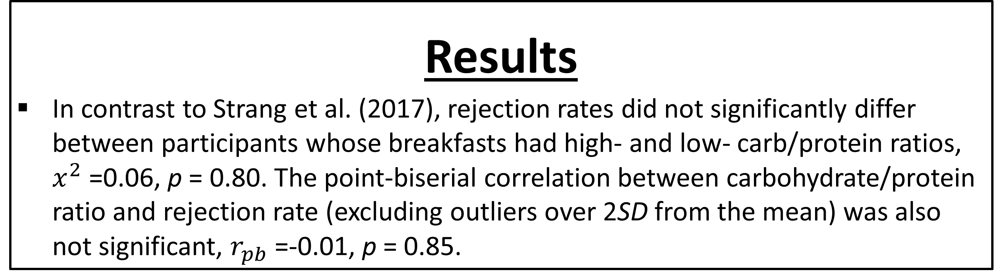 Results
▪ In contrast to Strang et al. (2017), rejection rates did not significantly differ
between participants whose breakfasts had high- and low- carb/protein ratios,
x² =0.06, p = 0.80. The point-biserial correlation between carbohydrate/protein
ratio and rejection rate (excluding outliers over 2SD from the mean) was also
not significant, r_pb =-0.01, p = 0.85.